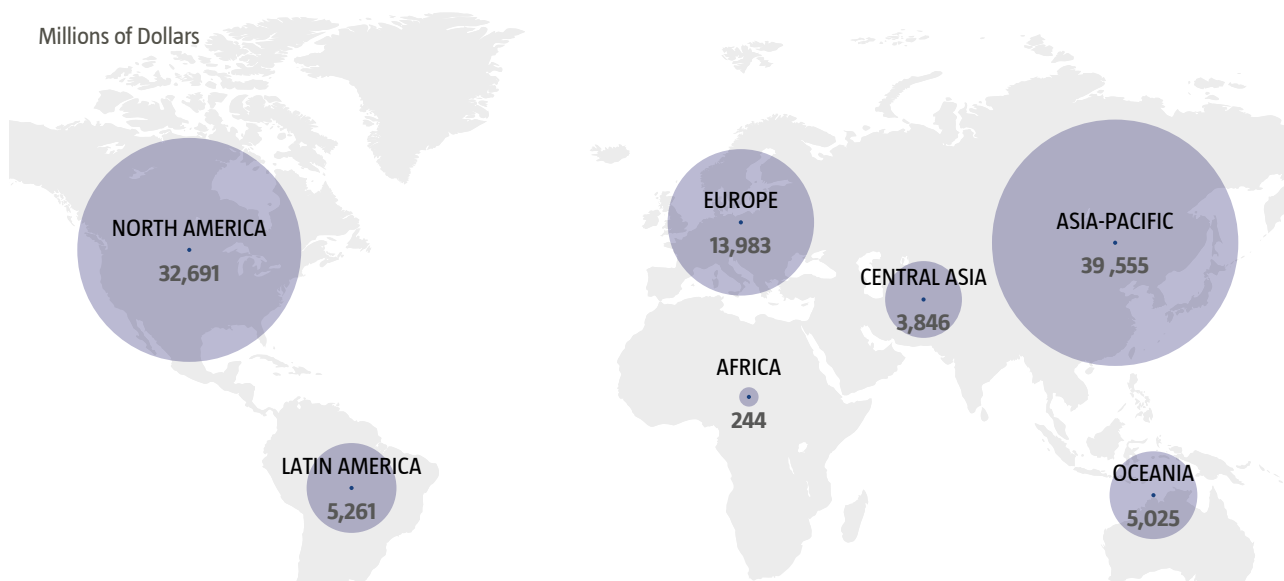 Millions of Dollars
NORTH AMERICA
32,691
EUROPE
13,983
ASIA-PACIFIC
39 ,555
CENTRAL ASIA
3,846
AFRICA
244
LATIN AMERICA
5,261
OCEANIA
5,025